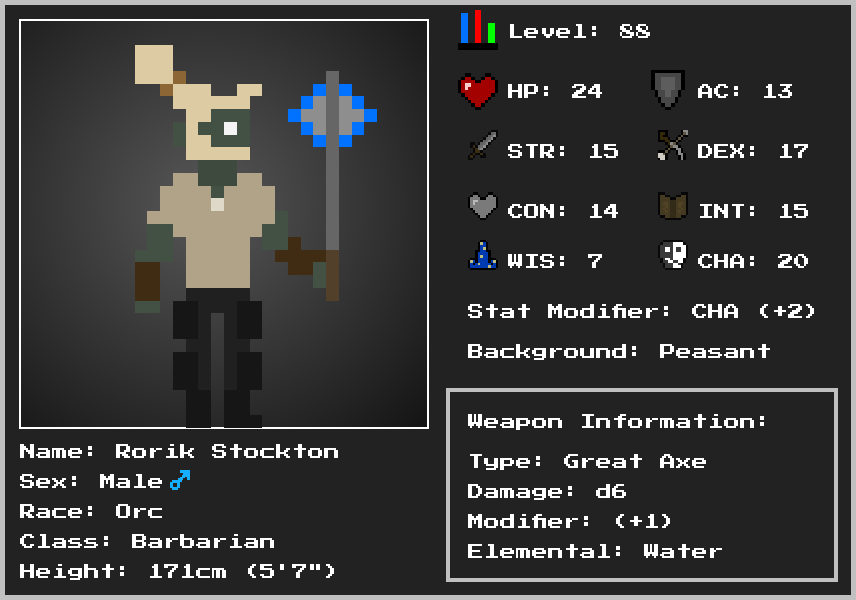 Level: 88
HP: 24 AC: 13
STR: 15 DEX: 17
CON: 14 INT: 15
WIS: 7 CHA: 20
Stat Modifier: CHA (+2)
Background: Peasant
Weapon Information:
Type: Great Axe
Damage: d6
Modifier: (+1)
Elemental: Water
Name: Rorik Stockton
Sex: Male ♂
Race: Orc
Class: Barbarian
Height: 171cm (5'7")